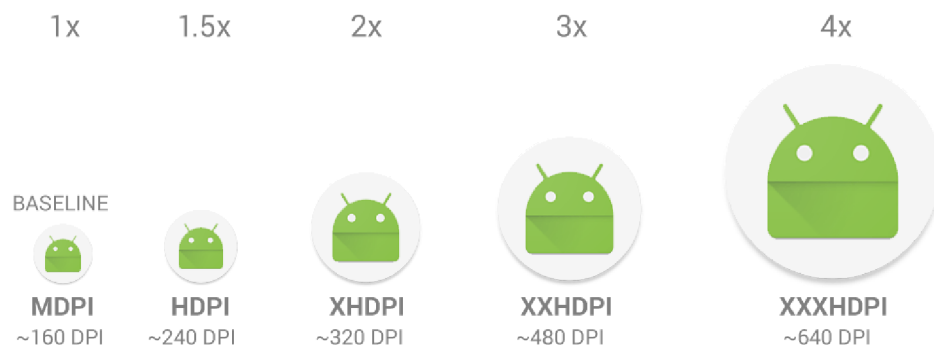 1x 1.5x 2x 3x 4x
BASELINE
MDPI HDPI XHDPI XXHDPI XXXHDPI
~160 DPI ~240 DPI ~320 DPI ~480 DPI ~640 DPI